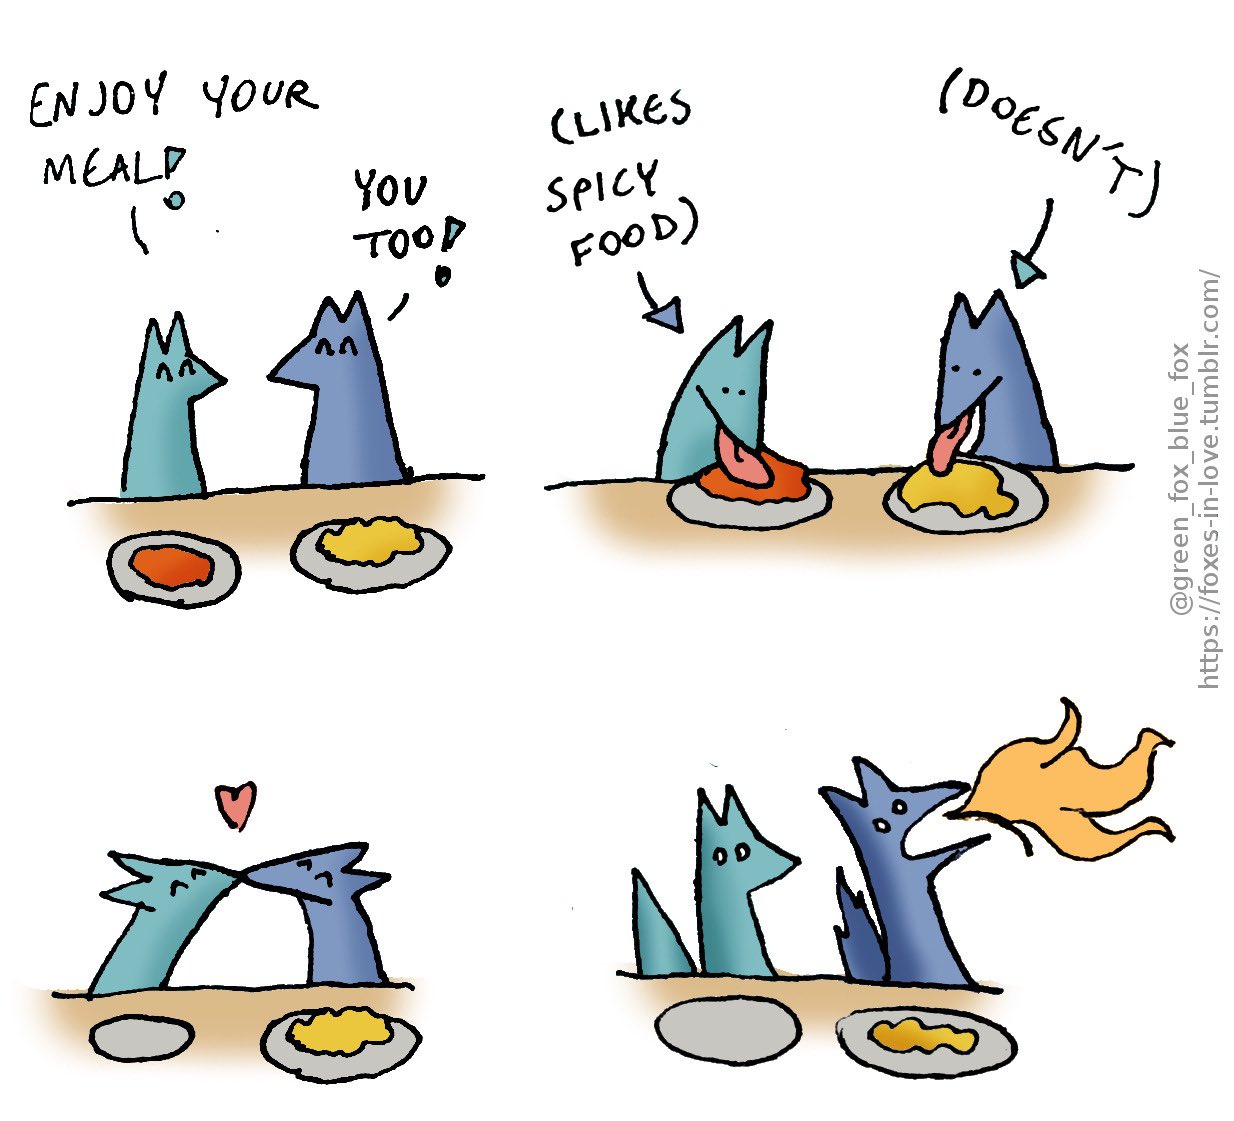 ENJOY YOUR
MEAL!
YOU
TOO!
(LIKES
SPICY
FOOD)
(DOESN'T)
@green_fox_blue_fox
https://foxes-in-love.tumblr.com/